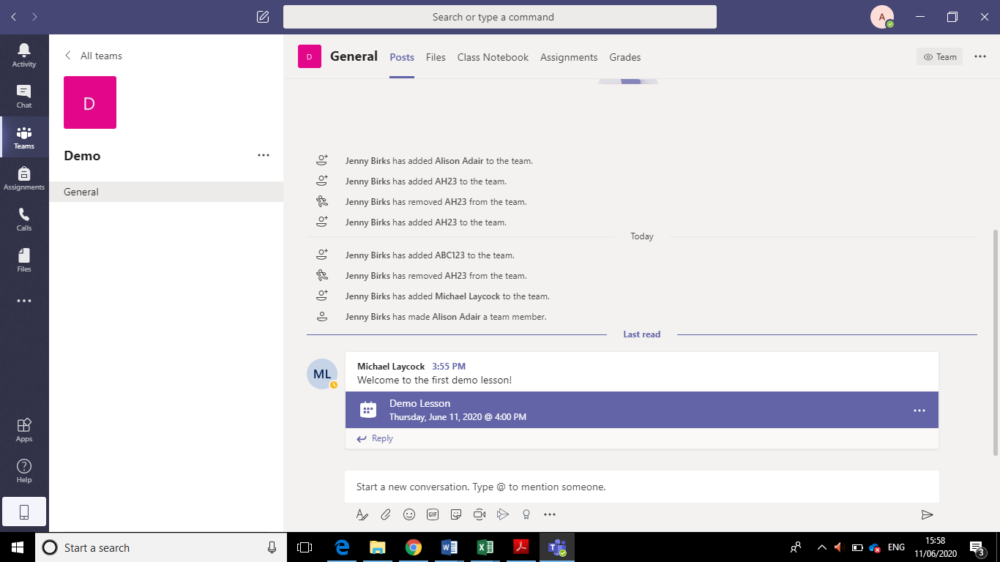 Search or type a command
A
Activity
Chat
Teams
Assignments
Calls
Files
Apps
Help
All teams
D
Demo
General
D
General Posts Files Class Notebook Assignments Grades
Team
Jenny Birks has added Alison Adair to the team.
Jenny Birks has added AH23 to the team.
Jenny Birks has removed AH23 from the team.
Jenny Birks has added AH23 to the team.
Today
Jenny Birks has added ABC123 to the team.
Jenny Birks has removed AH23 from the team.
Jenny Birks has added Michael Laycock to the team.
Jenny Birks has made Alison Adair a team member.
Last read
ML
Michael Laycock 3:55 PM
Welcome to the first demo lesson!
Demo Lesson
Thursday, June 11, 2020 @ 4:00 PM
Reply
Start a new conversation. Type @ to mention someone.
GIF
Start a search
ENG
15:58
11/06/2020
3